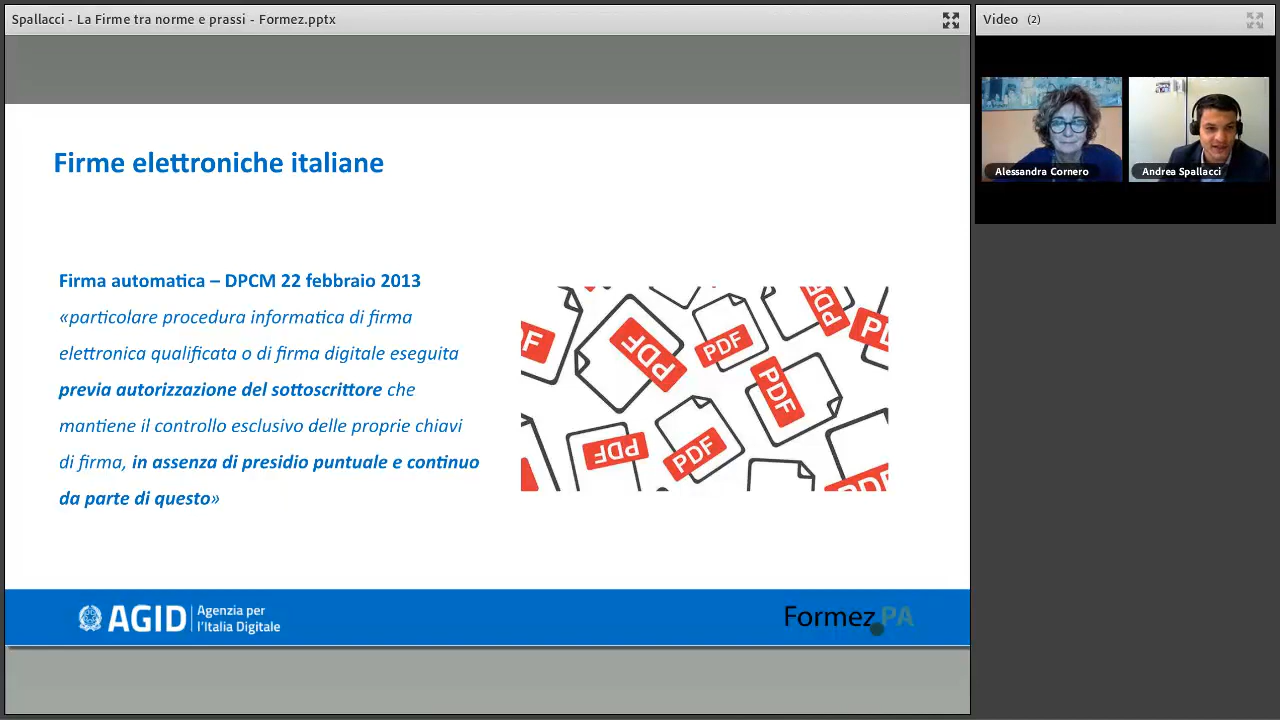 Spallacci - La Firme tra norme e prassi - Formez.pptx
Video (2)
Alessandra Cornero
Andrea Spallacci
Firme elettroniche italiane
Firma automatica – DPCM 22 febbraio 2013
«particolare procedura informatica di firma
elettronica qualificata o di firma digitale eseguita
previa autorizzazione del sottoscrittore che
mantiene il controllo esclusivo delle proprie chiavi
di firma, in assenza di presidio puntuale e continuo
da parte di questo»
PDF
PDF
PDF
PDF
PDF
PDF
AGID
Agenzia per
l'Italia Digitale
Formez PA